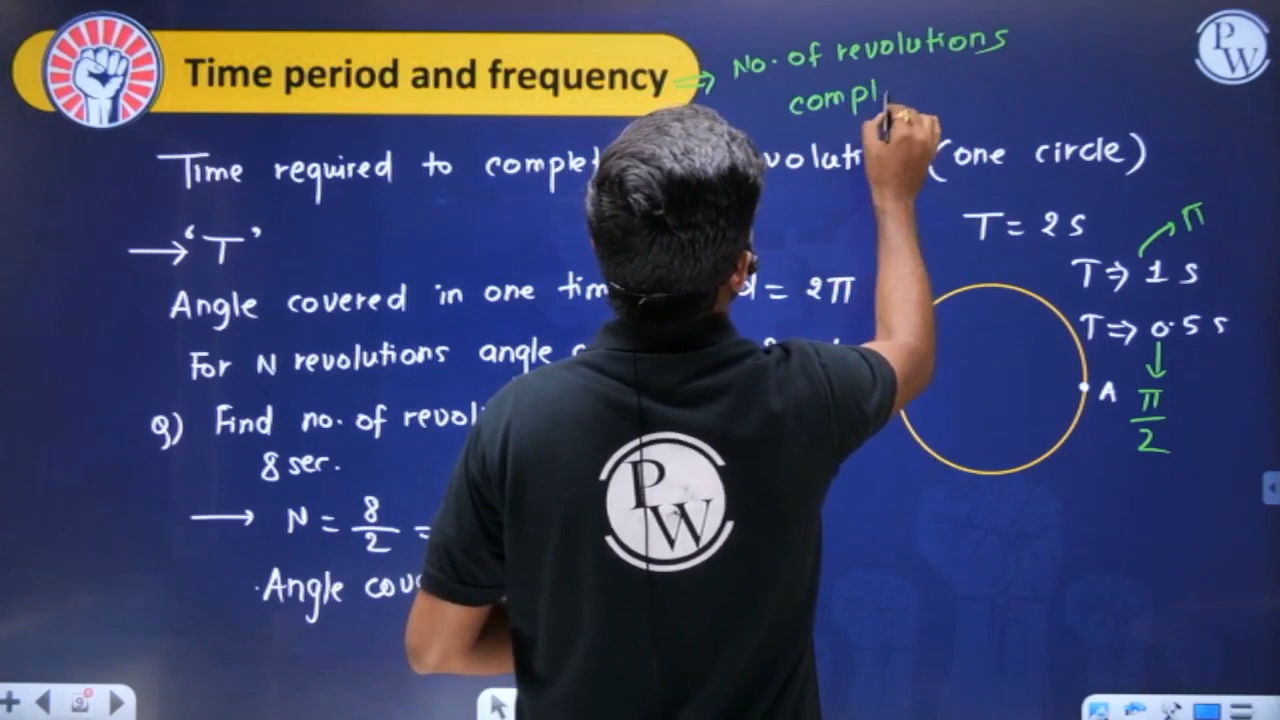 Time period and frequency
⇒ No. of revolutions
compl
PW
Time required to complet volut (one circle)
→ 'T'
T = 2 s
π
T ⇒ 1 s
T ⇒ 0.5 s
π/2
A
Angle covered in one tim d = 2π
For N revolutions angle
Q) Find no. of revol
8 sec.
→ N = 8/2 =
Angle cov
PW
9